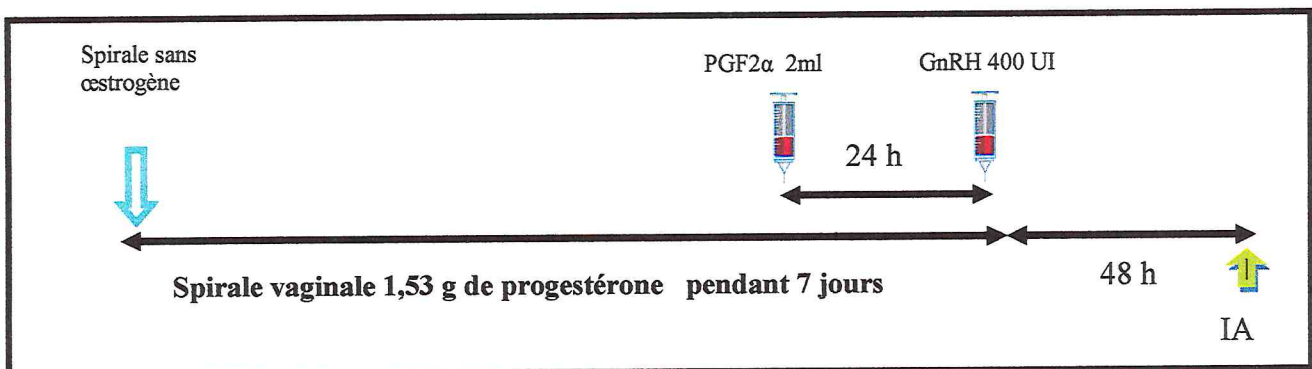 Spirale sans
œstrogène
PGF2α 2ml
GnRH 400 UI
24 h
Spirale vaginale 1,53 g de progestérone pendant 7 jours
48 h
1
IA